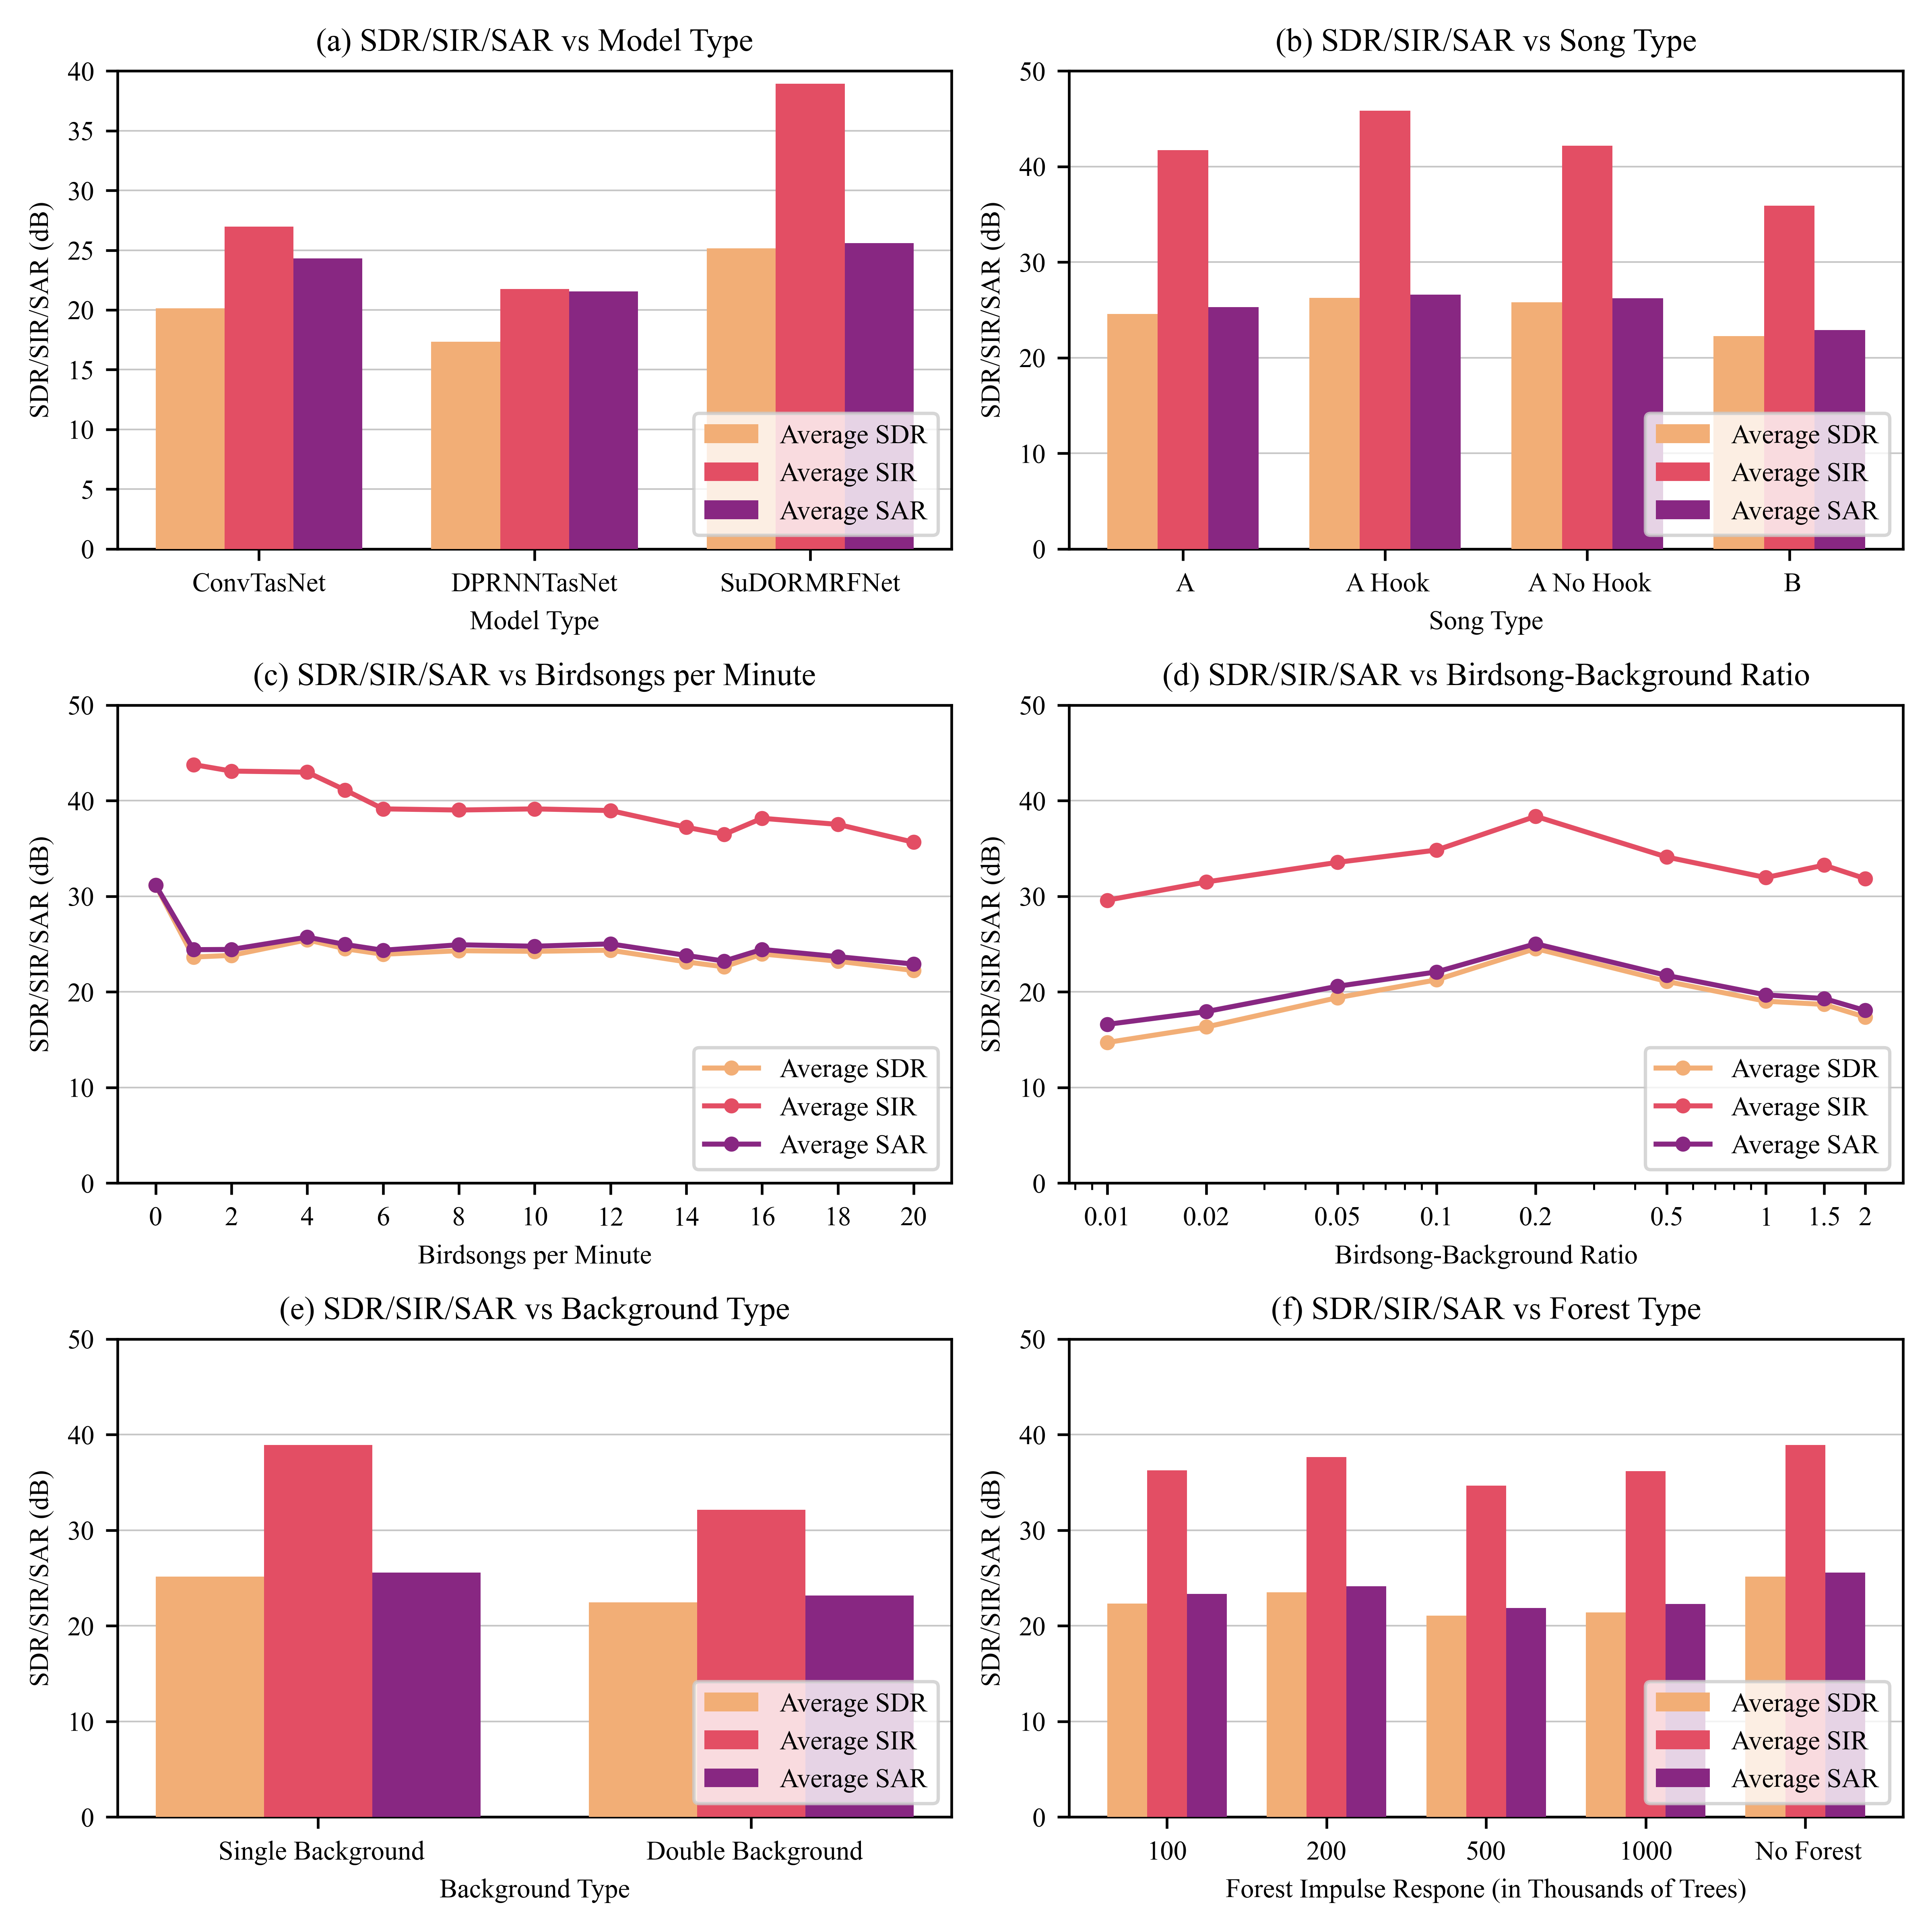 (a) SDR/SIR/SAR vs Model Type
SDR/SIR/SAR (dB)
40
35
30
25
20
15
10
5
0
Average SDR
Average SIR
Average SAR
ConvTasNet DPRNNTasNet SuDORMRFNet
Model Type
(b) SDR/SIR/SAR vs Song Type
SDR/SIR/SAR (dB)
50
40
30
20
10
0
Average SDR
Average SIR
Average SAR
A A Hook A No Hook B
Song Type
(c) SDR/SIR/SAR vs Birdsongs per Minute
SDR/SIR/SAR (dB)
50
40
30
20
10
0
Average SDR
Average SIR
Average SAR
0 2 4 6 8 10 12 14 16 18 20
Birdsongs per Minute
(d) SDR/SIR/SAR vs Birdsong-Background Ratio
SDR/SIR/SAR (dB)
50
40
30
20
10
0
Average SDR
Average SIR
Average SAR
0.01 0.02 0.05 0.1 0.2 0.5 1 1.5 2
Birdsong-Background Ratio
(e) SDR/SIR/SAR vs Background Type
SDR/SIR/SAR (dB)
50
40
30
20
10
0
Average SDR
Average SIR
Average SAR
Single Background Double Background
Background Type
(f) SDR/SIR/SAR vs Forest Type
SDR/SIR/SAR (dB)
50
40
30
20
10
0
Average SDR
Average SIR
Average SAR
100 200 500 1000 No Forest
Forest Impulse Respone (in Thousands of Trees)